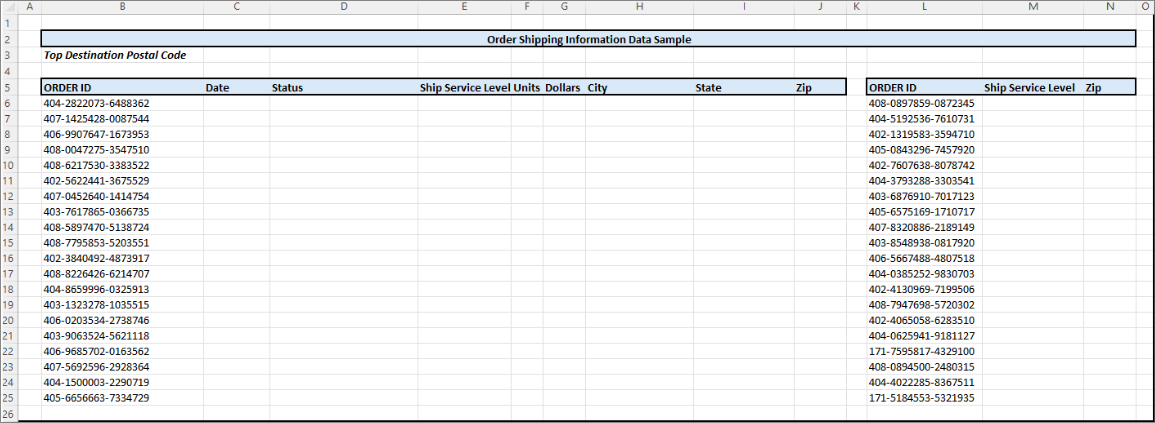 A B C D E F G H I J K L M N O
1
2 Order Shipping Information Data Sample
3 Top Destination Postal Code
4
5 ORDER ID Date Status Ship Service Level Units Dollars City State Zip ORDER ID Ship Service Level Zip
6 404-2822073-6488362 408-0897859-0872345
7 407-1425428-0087544 404-5192536-7610731
8 406-9907647-1673953 402-1319583-3594710
9 408-0047275-3547510 405-0843296-7457920
10 408-6217530-3383522 402-7607638-8078742
11 402-5622441-3675529 404-3793288-3303541
12 407-0452640-1414754 403-6876910-7017123
13 403-7617865-0366735 405-6575169-1710717
14 408-5897470-5138724 407-8320886-2189149
15 408-7795853-5203551 403-8548938-0817920
16 402-3840492-4873917 406-5667488-4807518
17 408-8226426-6214707 404-0385252-9830703
18 404-8659996-0325913 402-4130969-7199506
19 403-1323278-1035515 408-7947698-5720302
20 406-0203534-2738746 402-4065058-6283510
21 403-9063524-5621118 404-0625941-9181127
22 406-9685702-0163562 171-7595817-4329100
23 407-5692596-2928364 408-0894500-2480315
24 404-1500003-2290719 404-4022285-8367511
25 405-6656663-7334729 171-5184553-5321935
26